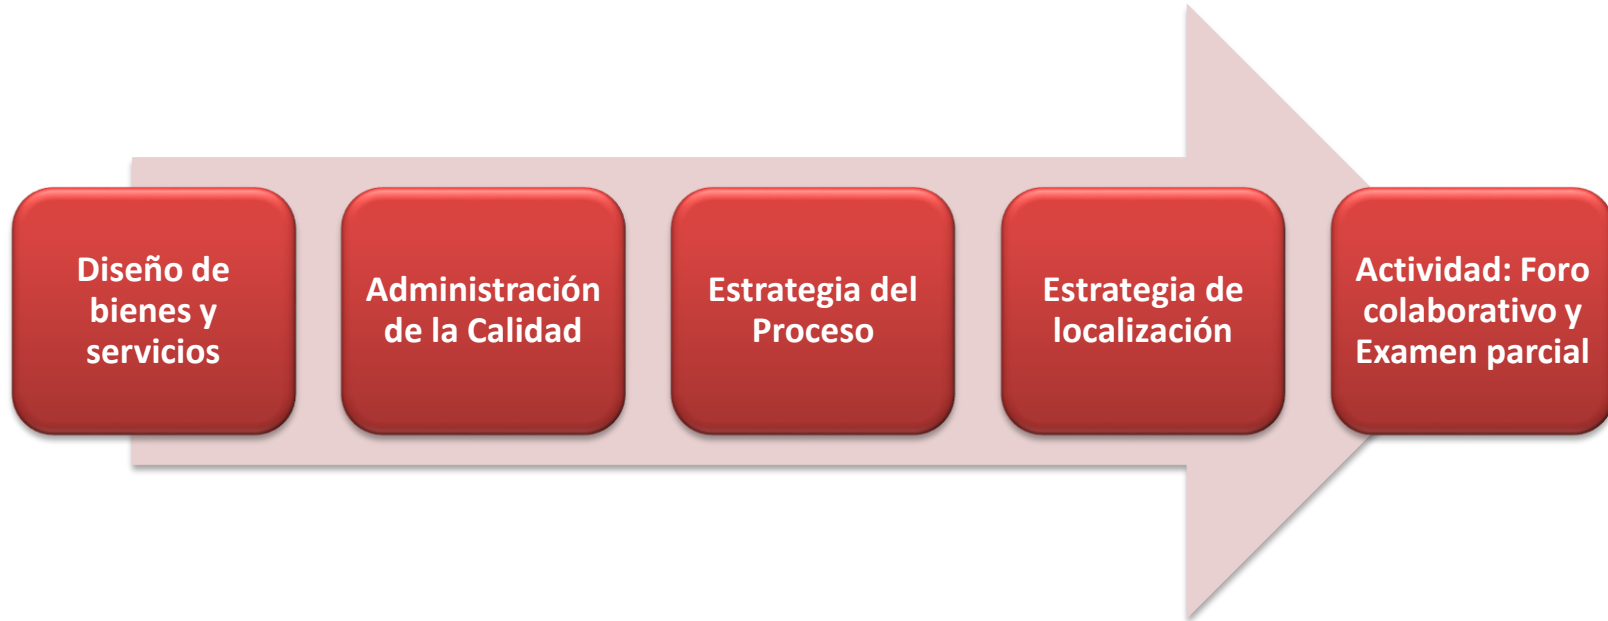 Diseño de
bienes y
servicios
Administración
de la Calidad
Estrategia del
Proceso
Estrategia de
localización
Actividad: Foro
colaborativo y
Examen parcial